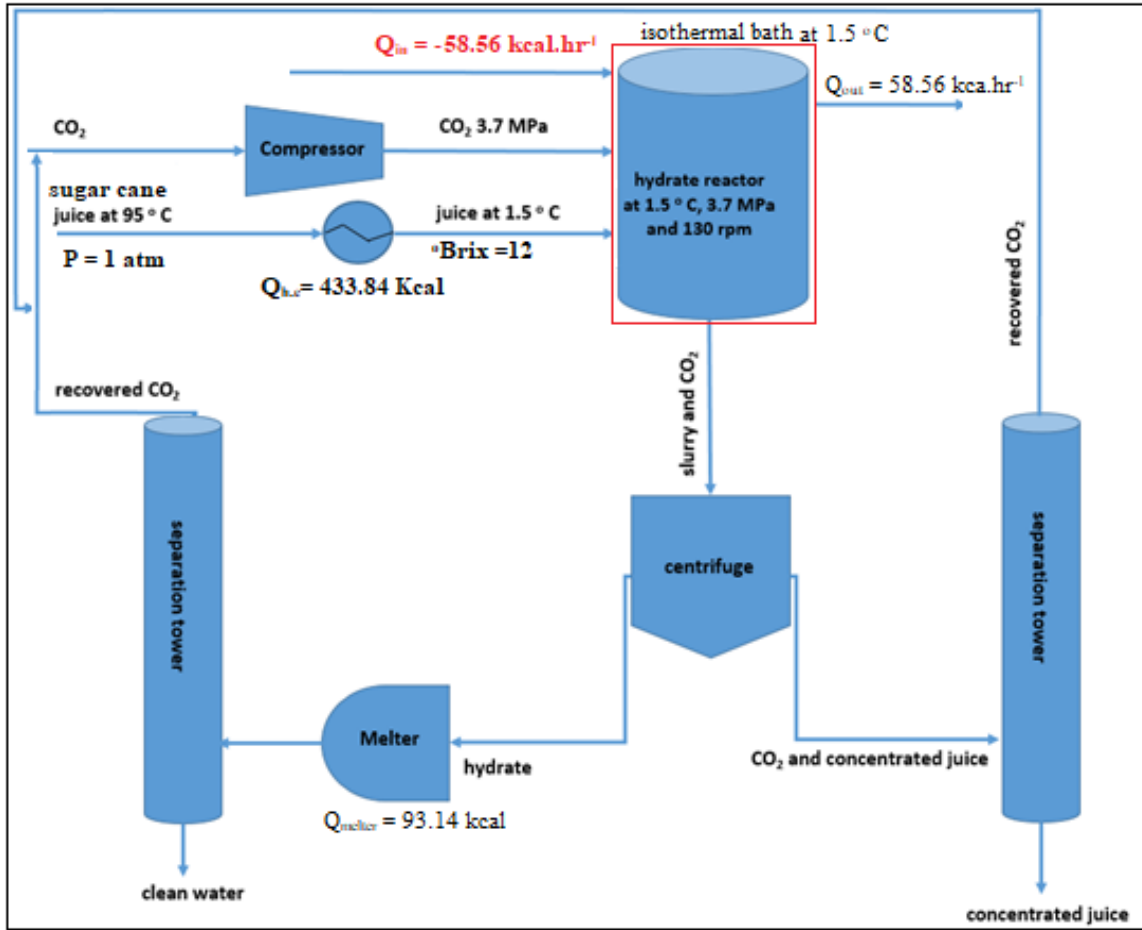 isothermal bath at 1.5 °C
Qin = -58.56 kcal.hr-1
Qout = 58.56 kca.hr-1
CO2
Compressor
CO2 3.7 MPa
hydrate reactor
at 1.5 °C, 3.7 MPa
and 130 rpm
sugar cane
juice at 95 °C
P = 1 atm
juice at 1.5 °C
°Brix =12
Qh.e= 433.84 Kcal
recovered CO2
recovered CO2
slurry and CO2
separation tower
centrifuge
separation tower
Melter
hydrate
CO2 and concentrated juice
Qmelter = 93.14 kcal
clean water
concentrated juice